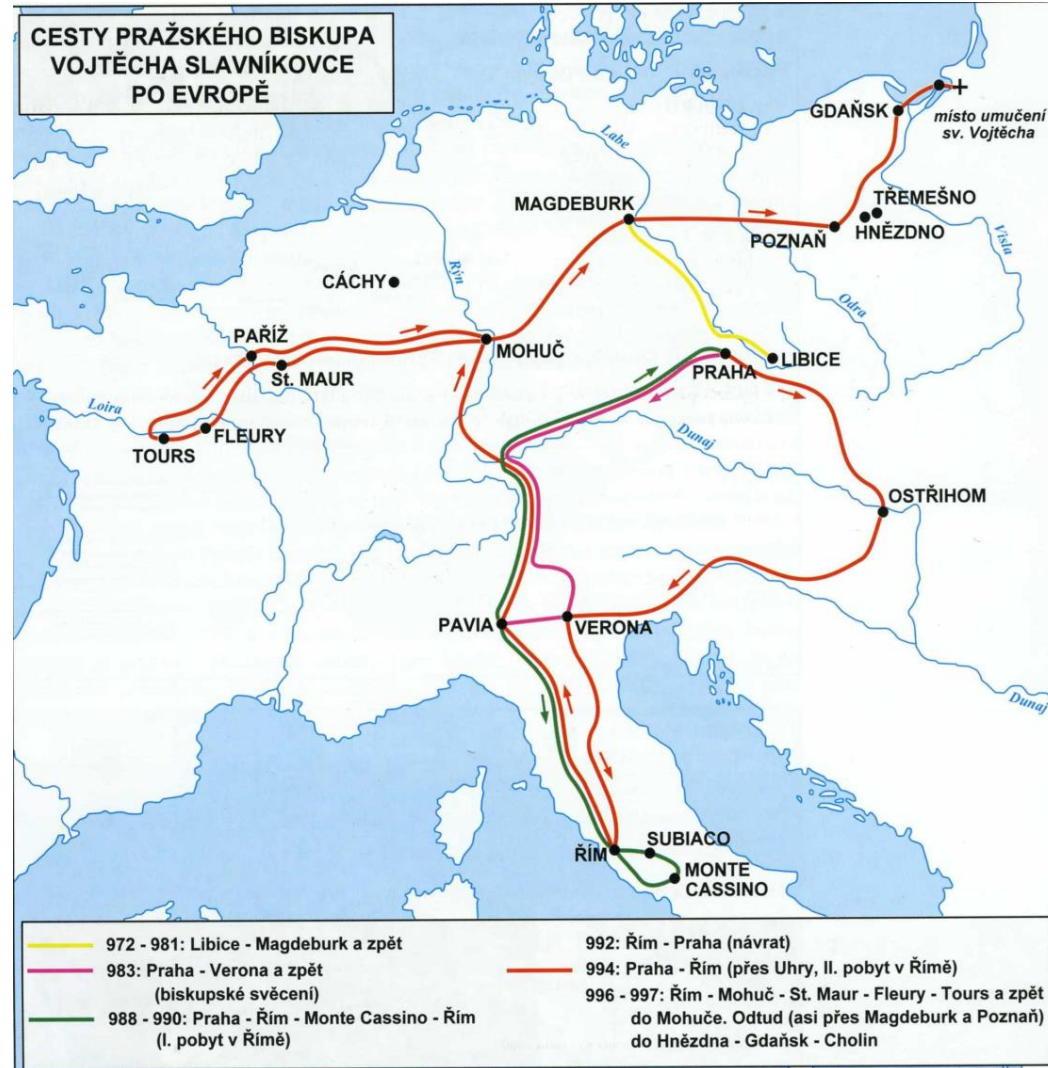 CESTY PRAŽSKÉHO BISKUPA
VOJTĚCHA SLAVNÍKOVCE
PO EVROPĚ
GDAŇSK
místo umučení
sv. Vojtěcha
Labe
MAGDEBURK
TŘEMEŠNO
HNĚZDNO
POZNAŇ
Visla
Rýn
CÁCHY
Odra
PAŘÍŽ
MOHUČ
St. MAUR
PRAHA
LIBICE
Loira
FLEURY
TOURS
Dunaj
OSTŘIHOM
PAVIA
VERONA
Dunaj
ŘÍM
SUBIACO
MONTE
CASSINO
972 - 981: Libice - Magdeburk a zpět
983: Praha - Verona a zpět
(biskupské svěcení)
988 - 990: Praha - Řím - Monte Cassino - Řím
(I. pobyt v Římě)
992: Řím - Praha (návrat)
994: Praha - Řím (přes Uhry, II. pobyt v Římě)
996 - 997: Řím - Mohuč - St. Maur - Fleury - Tours a zpět
do Mohuče. Odtud (asi přes Magdeburk a Poznaň)
do Hnězdna - Gdaňsk - Cholin